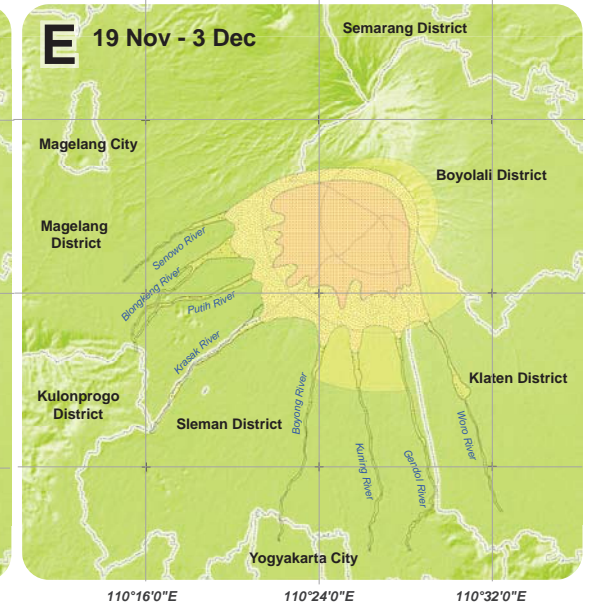 E 19 Nov - 3 Dec
Semarang District
Magelang City
Boyolali District
Magelang
District
Senowo River
Blongkeng River
Putih River
Krasak River
Klaten District
Kulonprogo
District
Sleman District
Boyong River
Kuning River
Gendol River
Woro River
Yogyakarta City
110°16'0"E
110°24'0"E
110°32'0"E